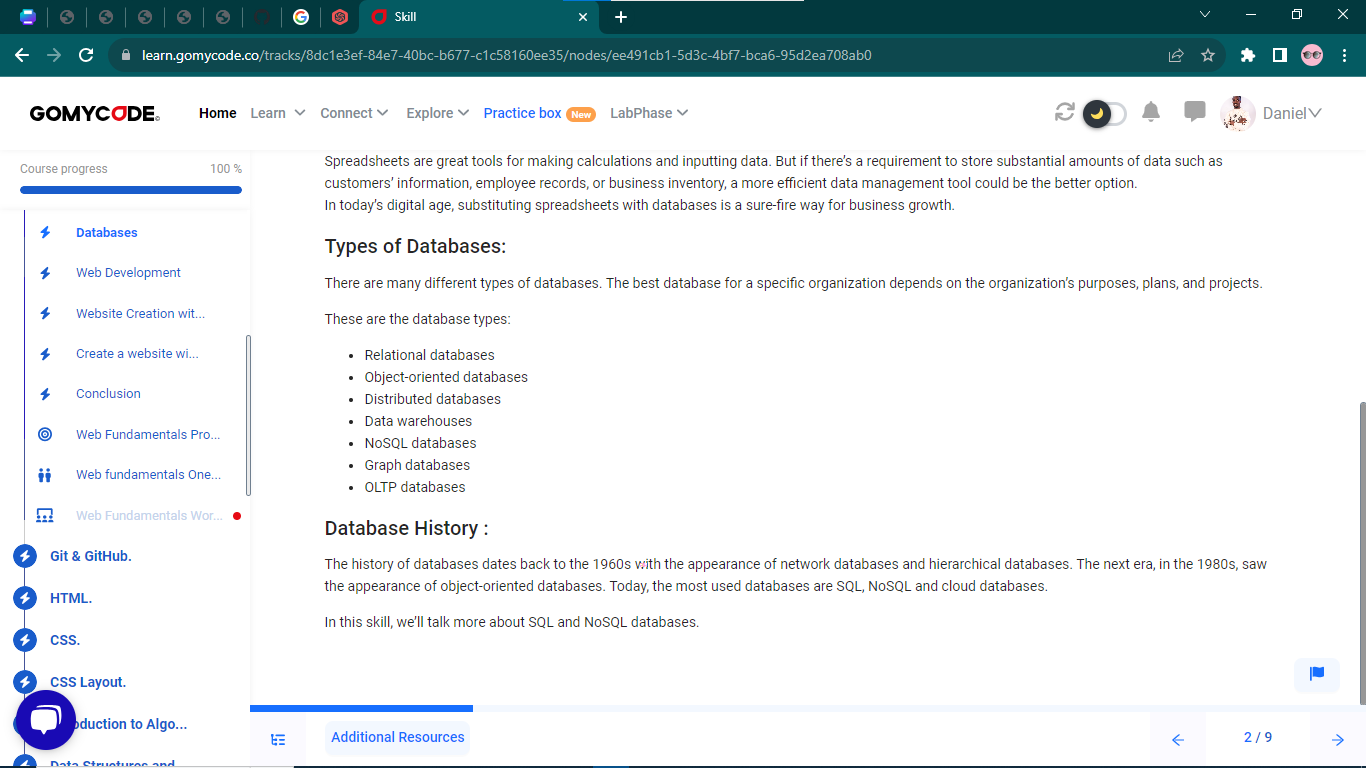 Skill
learn.gomycode.co/tracks/8dc1e3ef-84e7-40bc-b677-c1c58160ee35/nodes/ee491cb1-5d3c-4bf7-bca6-95d2ea708ab0
GOMYCODE
Home Learn Connect Explore Practice box New LabPhase
Daniel
Course progress 100 %
Databases
Web Development
Website Creation wit...
Create a website wi...
Conclusion
Web Fundamentals Pro...
Web fundamentals One...
Web Fundamentals Wor...
Git & GitHub.
HTML.
CSS.
CSS Layout.
oduction to Algo...
Data Structures and
Spreadsheets are great tools for making calculations and inputting data. But if there’s a requirement to store substantial amounts of data such as
customers’ information, employee records, or business inventory, a more efficient data management tool could be the better option.
In today’s digital age, substituting spreadsheets with databases is a sure-fire way for business growth.
Types of Databases:
There are many different types of databases. The best database for a specific organization depends on the organization’s purposes, plans, and projects.
These are the database types:
• Relational databases
• Object-oriented databases
• Distributed databases
• Data warehouses
• NoSQL databases
• Graph databases
• OLTP databases
Database History :
The history of databases dates back to the 1960s with the appearance of network databases and hierarchical databases. The next era, in the 1980s, saw
the appearance of object-oriented databases. Today, the most used databases are SQL, NoSQL and cloud databases.
In this skill, we’ll talk more about SQL and NoSQL databases.
Additional Resources
2 / 9